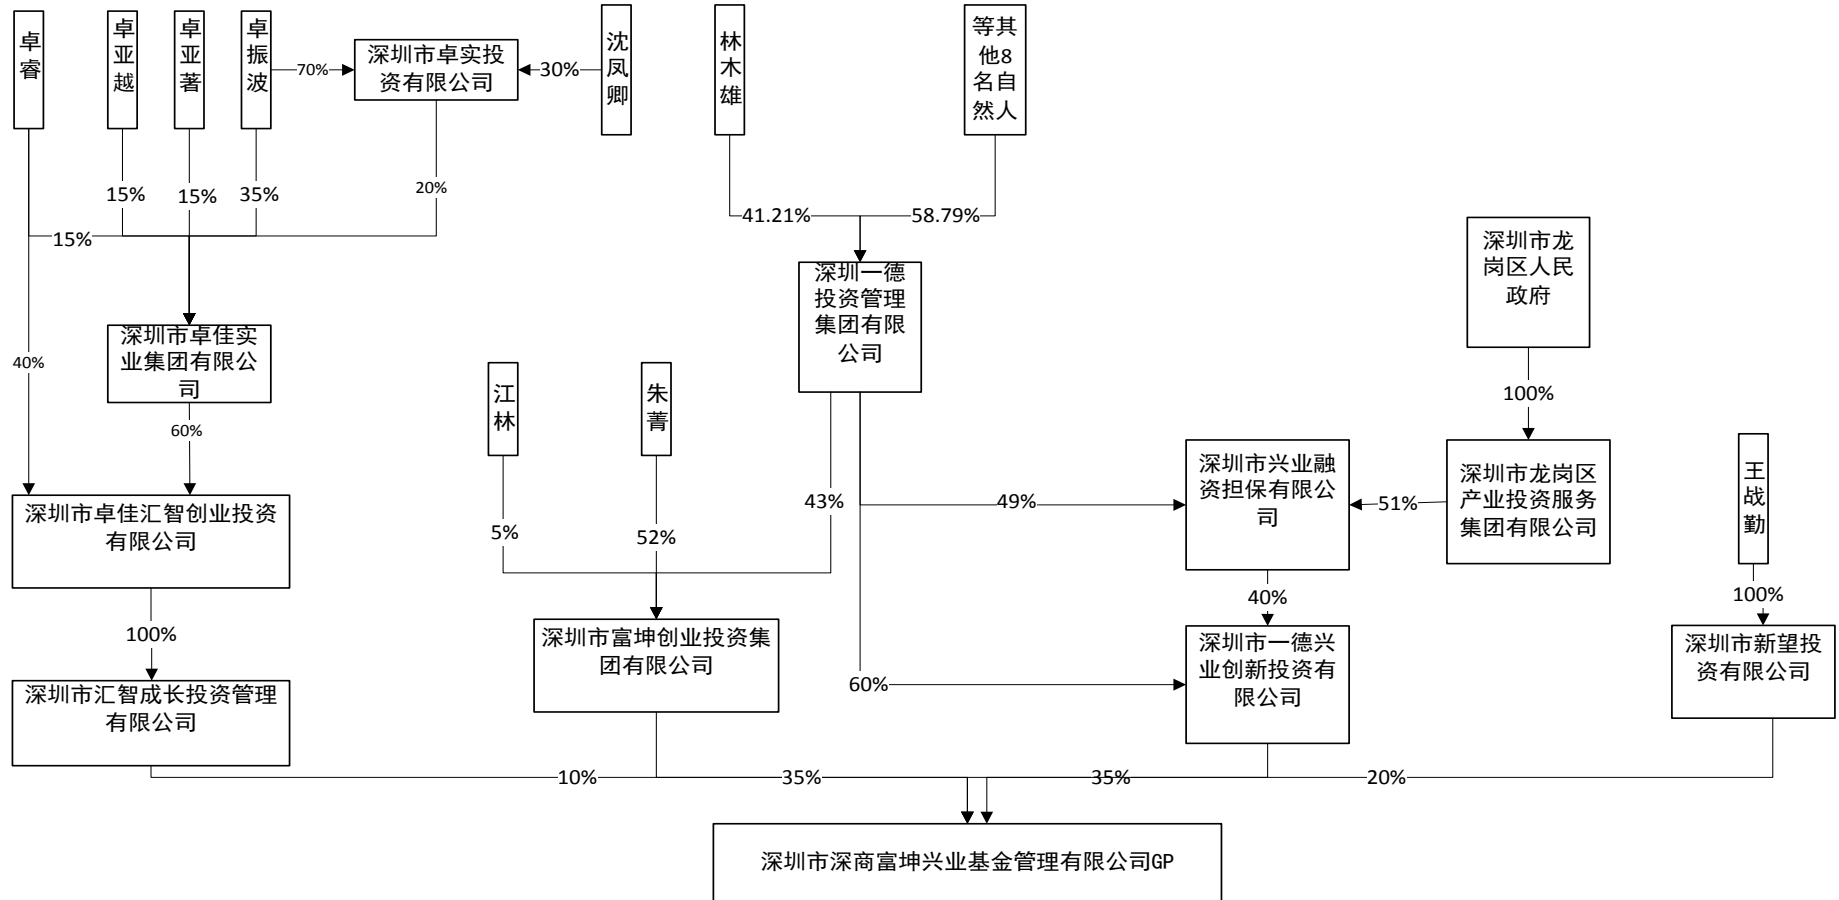 卓睿
卓亚越
卓亚著
卓振波
70%
深圳市卓实投
资有限公司
30%
沈凤卿
林木雄
等其
他8
名自
然人
15%
15%
35%
20%
15%
41.21%
58.79%
深圳市龙
岗区人民
政府
深圳一德
投资管理
集团有限
公司
深圳市卓佳实
业集团有限公
司
40%
60%
江林
朱菁
100%
深圳市兴业融
资担保有限公
司
51%
深圳市龙岗区
产业投资服务
集团有限公司
王战勤
深圳市卓佳汇智创业投资
有限公司
5%
52%
43%
49%
100%
40%
100%
深圳市富坤创业投资集
团有限公司
深圳市一德兴
业创新投资有
限公司
深圳市新望投
资有限公司
60%
深圳市汇智成长投资管理
有限公司
10%
35%
35%
20%
深圳市深商富坤兴业基金管理有限公司GP